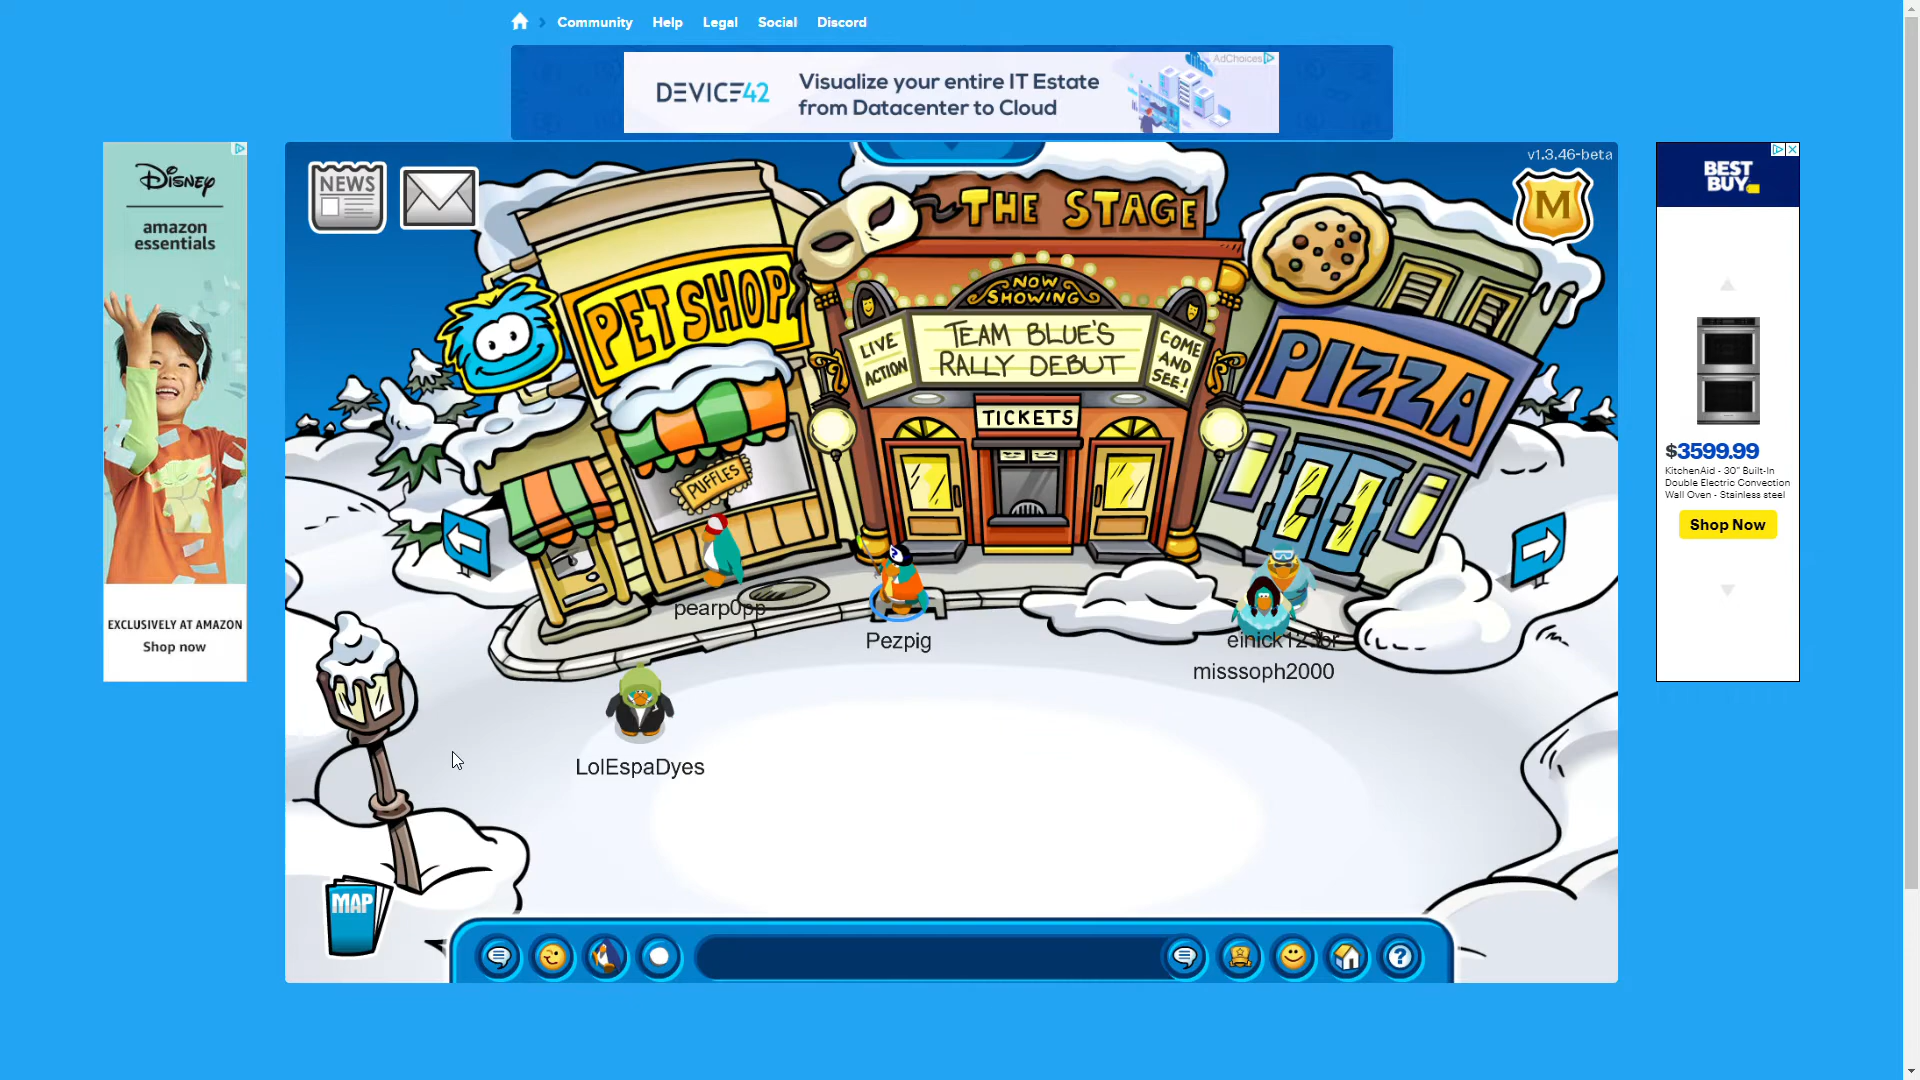 Community Help Legal Social Discord
AdChoices
DEVICE42
Visualize your entire IT Estate
from Datacenter to Cloud
Disney
amazon
essentials
EXCLUSIVELY AT AMAZON
Shop now
NEWS
v1.3.46-beta
M
THE STAGE
NOW
SHOWING
PET SHOP
LIVE
ACTION
TEAM BLUE'S
RALLY DEBUT
COME
AND
SEE!
TICKETS
PIZZA
PUFFLES
pearp0pp
Pezpig
einick123br
misssoph2000
LolEspaDyes
MAP
?
BEST
BUY
$3599.99
KitchenAid - 30" Built-In
Double Electric Convection
Wall Oven - Stainless steel
Shop Now